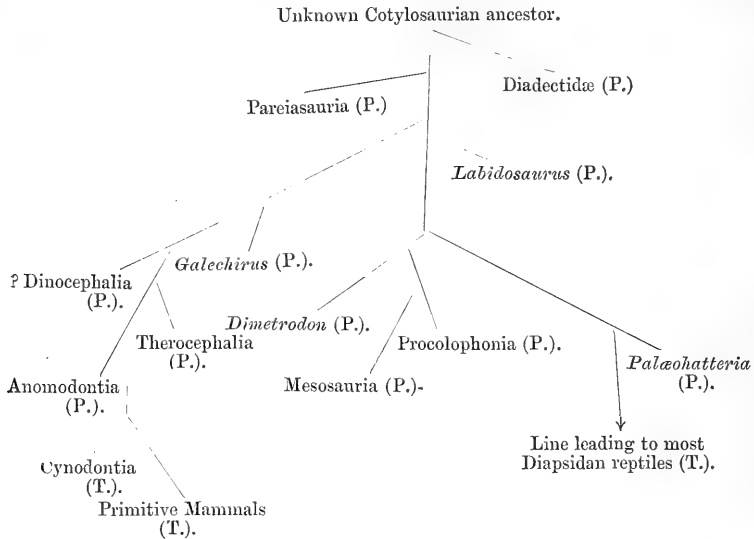 Unknown Cotylosaurian ancestor.
Diadectidæ (P.)
Pareiasauria (P.)
Labidosaurus (P.).
Galechirus (P.).
? Dinocephalia
(P.).
Dimetrodon (P.).
Therocephalia
(P.).
Procolophonia (P.).
Palæohatteria
(P.).
Anomodontia
(P.).
Mesosauria (P.).
Line leading to most
Diapsidan reptiles (T.).
Cynodontia
(T.).
Primitive Mammals
(T.).